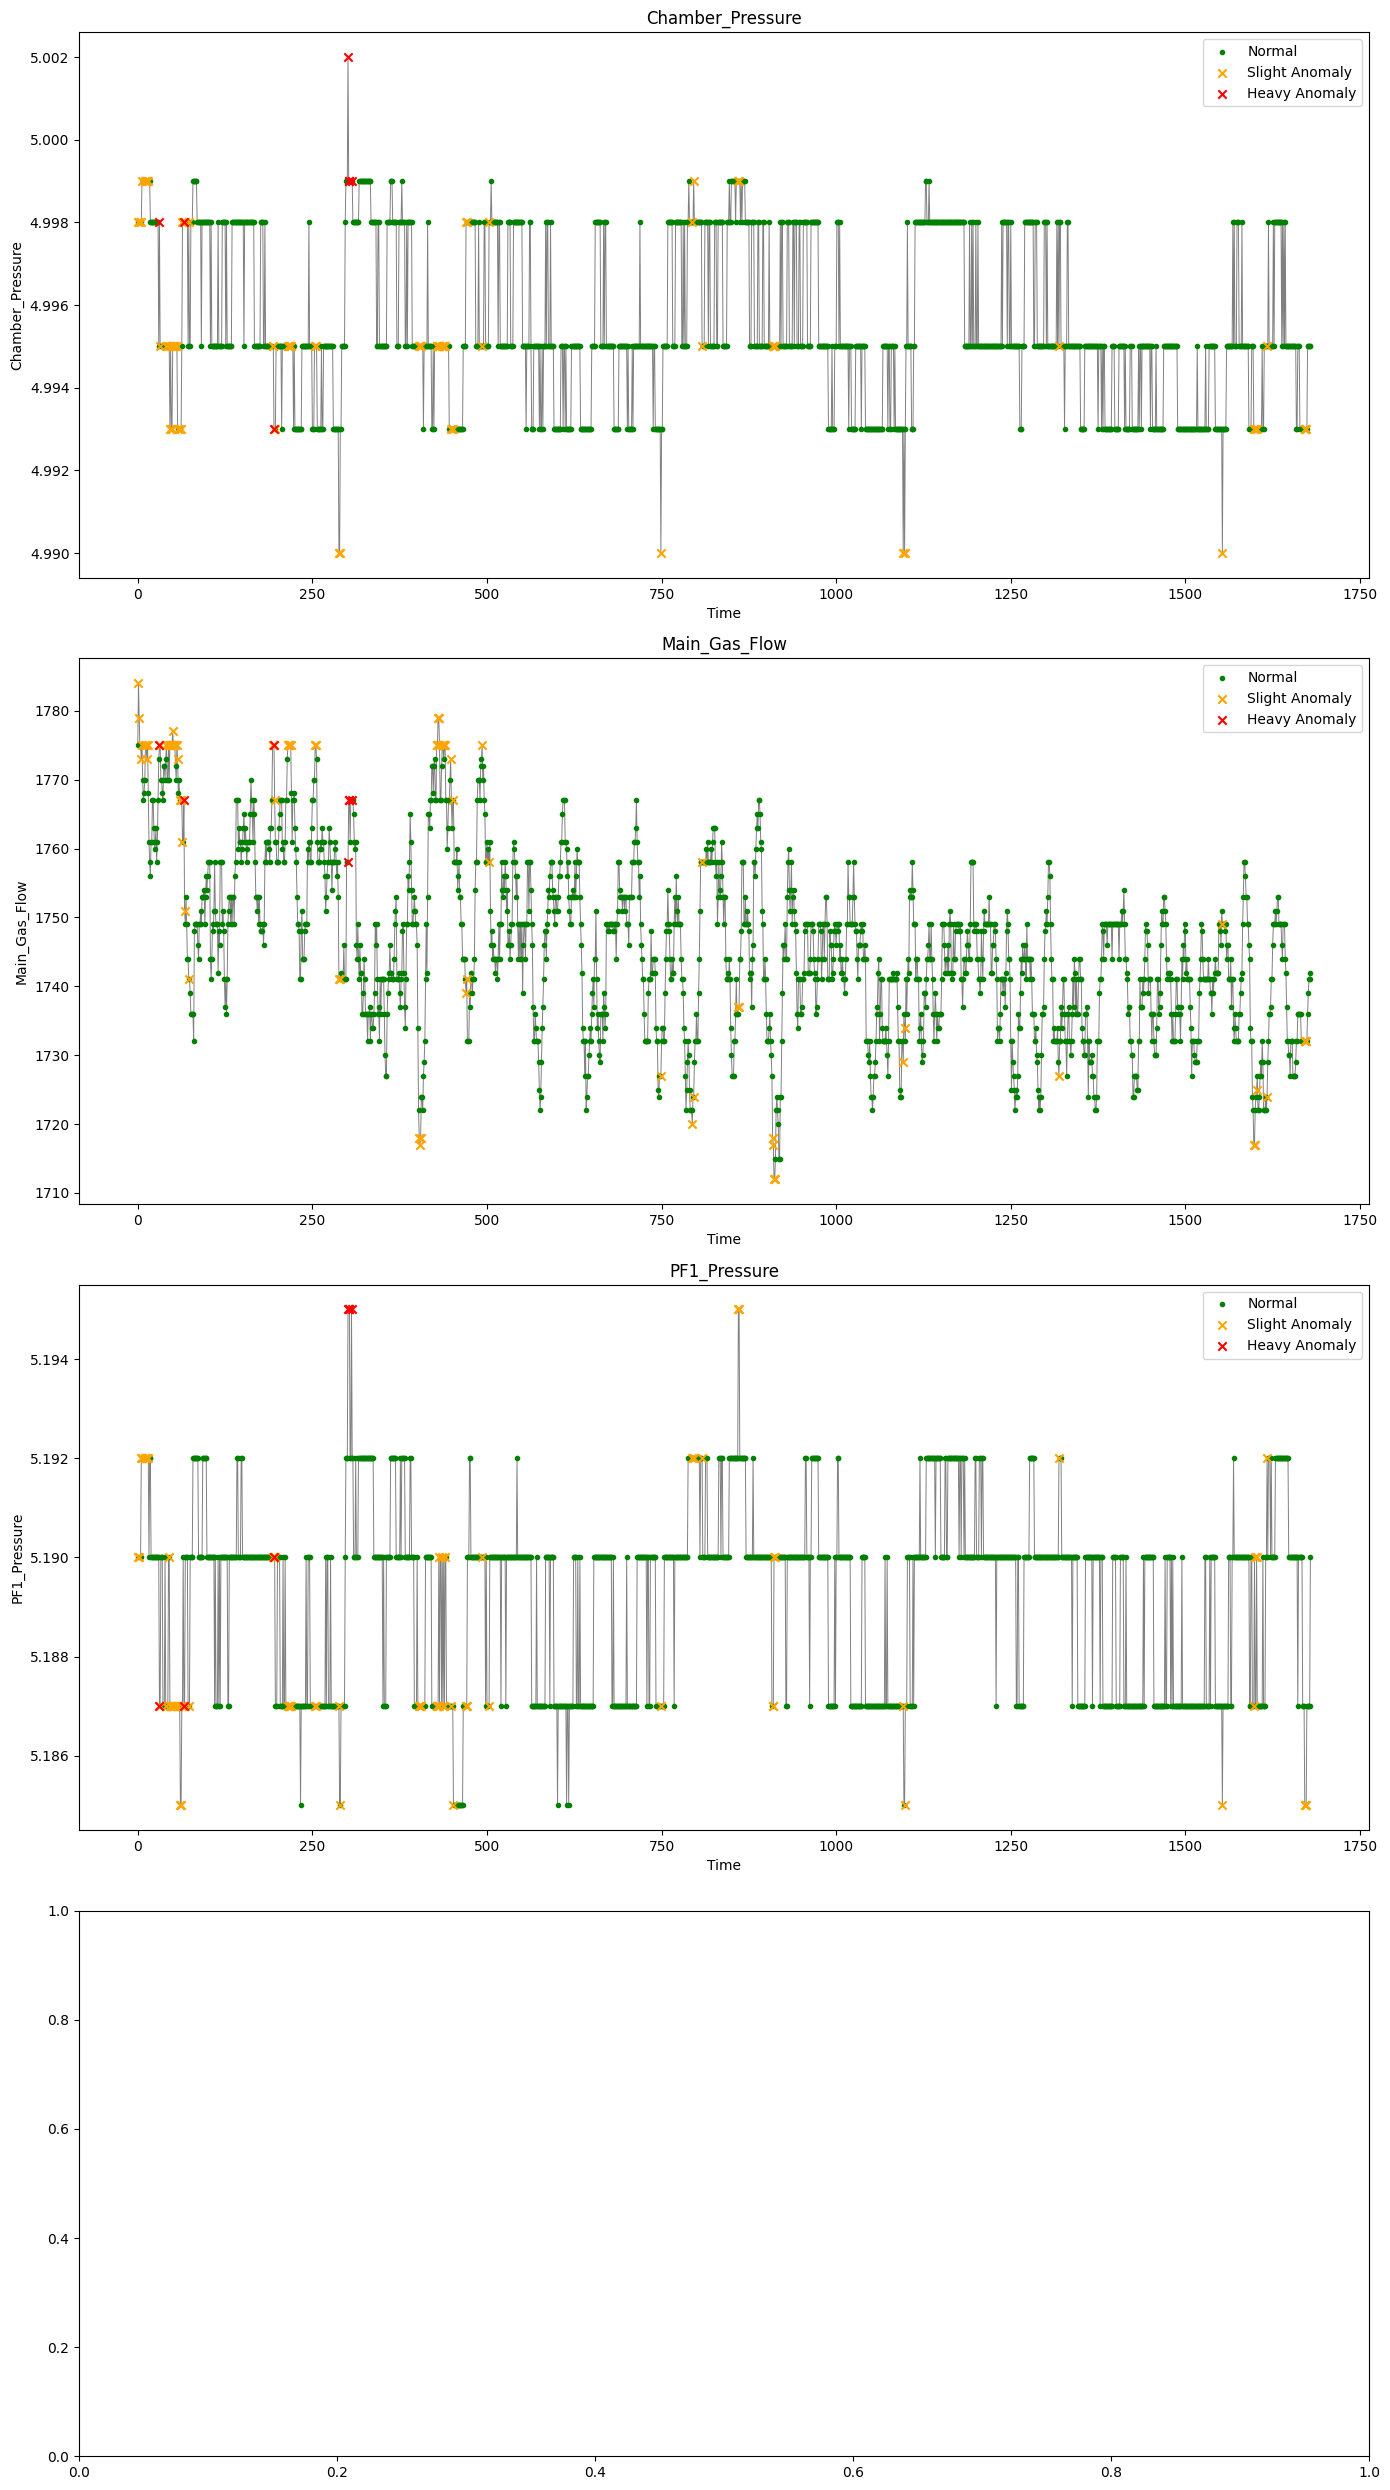 Chamber_Pressure
5.002
5.000
4.998
4.996
4.994
4.992
4.990
Chamber_Pressure
Normal
Slight Anomaly
Heavy Anomaly
0 250 500 750 1000 1250 1500 1750
Time
Main_Gas_Flow
1780
1770
1760
1750
1740
1730
1720
1710
Main_Gas_Flow
Normal
Slight Anomaly
Heavy Anomaly
0 250 500 750 1000 1250 1500 1750
Time
PF1_Pressure
5.194
5.192
5.190
5.188
5.186
PF1_Pressure
Normal
Slight Anomaly
Heavy Anomaly
0 250 500 750 1000 1250 1500 1750
Time
1.0
0.8
0.6
0.4
0.2
0.0
0.0 0.2 0.4 0.6 0.8 1.0